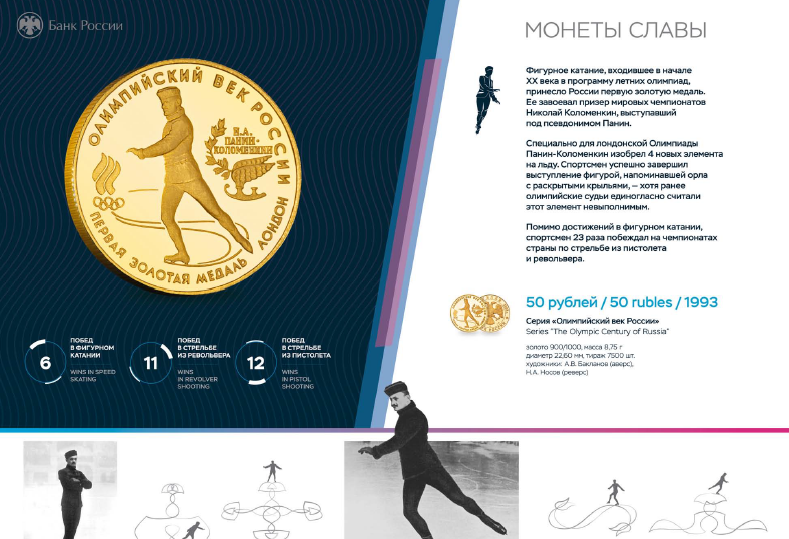 Банк России
МОНЕТЫ СЛАВЫ
ОЛИМПИЙСКИЙ ВЕК РОССИИ
Н.А.
ПАНИН-
КОЛОМЕНКИН
ПЕРВАЯ ЗОЛОТАЯ МЕДАЛЬ ЛОНДОН
6
ПОБЕД
В ФИГУРНОМ
КАТАНИИ
WINS IN SPEED
SKATING
11
ПОБЕД
В СТРЕЛЬБЕ
ИЗ РЕВОЛЬВЕРА
WINS
IN REVOLVER
SHOOTING
12
ПОБЕД
В СТРЕЛЬБЕ
ИЗ ПИСТОЛЕТА
WINS
IN PISTOL
SHOOTING
Фигурное катание, входившее в начале
XX века в программу летних олимпиад,
принесло России первую золотую медаль.
Ее завоевал призер мировых чемпионатов
Николай Коломенкин, выступавший
под псевдонимом Панин.
Специально для лондонской Олимпиады
Панин-Коломенкин изобрел 4 новых элемента
на льду. Спортсмен успешно завершил
выступление фигурой, напоминавшей орла
с раскрытыми крыльями, – хотя ранее
олимпийские судьи единогласно считали
этот элемент невыполнимым.
Помимо достижений в фигурном катании,
спортсмен 23 раза побеждал на чемпионатах
страны по стрельбе из пистолета
и револьвера.
50 рублей / 50 rubles / 1993
Серия «Олимпийский век России»
Series "The Olympic Century of Russia"
золото 900/1000, масса 8,75 г
диаметр 22,60 мм, тираж 7500 шт.
художники: А.В. Бакланов (аверс),
Н.А. Носов (реверс)